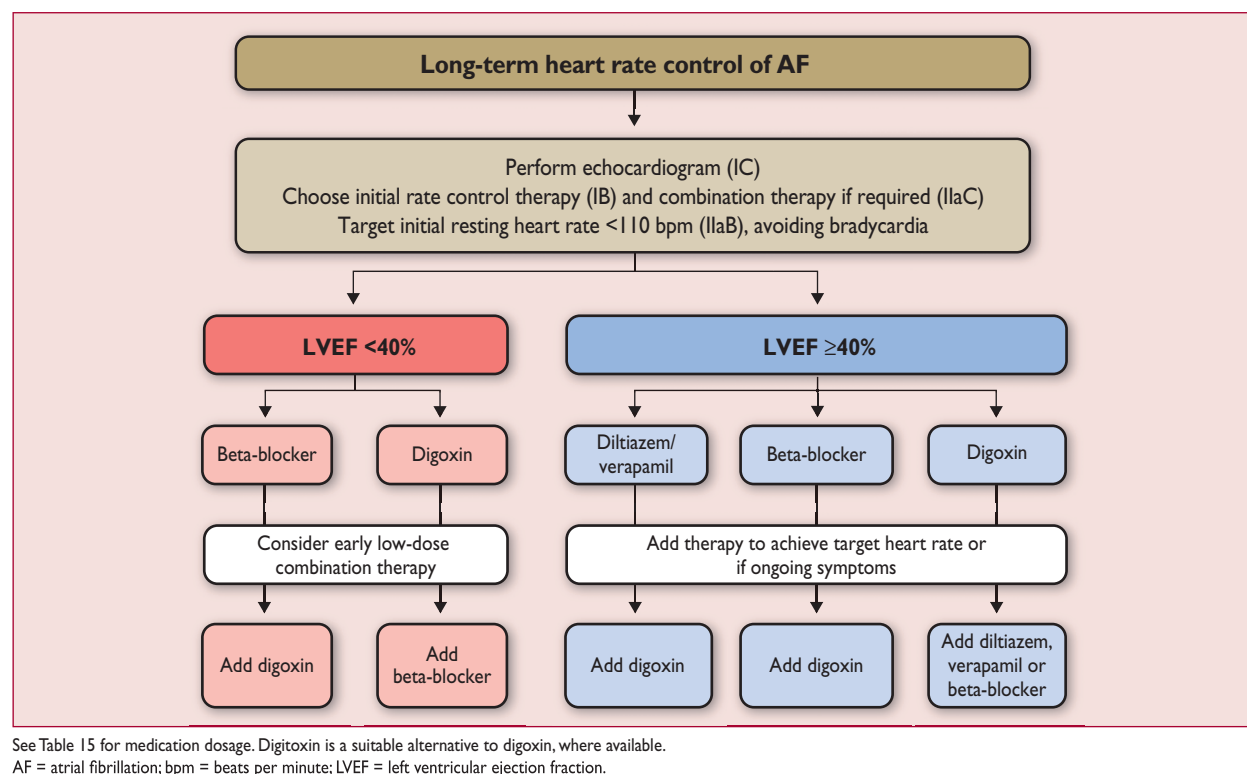 Long-term heart rate control of AF
Perform echocardiogram (IC)
Choose initial rate control therapy (IB) and combination therapy if required (IIaC)
Target initial resting heart rate <110 bpm (IIaB), avoiding bradycardia
LVEF <40%
LVEF ≥40%
Beta-blocker
Digoxin
Diltiazem/
verapamil
Beta-blocker
Digoxin
Consider early low-dose
combination therapy
Add therapy to achieve target heart rate or
if ongoing symptoms
Add digoxin
Add
beta-blocker
Add digoxin
Add digoxin
Add diltiazem,
verapamil or
beta-blocker
See Table 15 for medication dosage. Digitoxin is a suitable alternative to digoxin, where available.
AF = atrial fibrillation; bpm = beats per minute; LVEF = left ventricular ejection fraction.